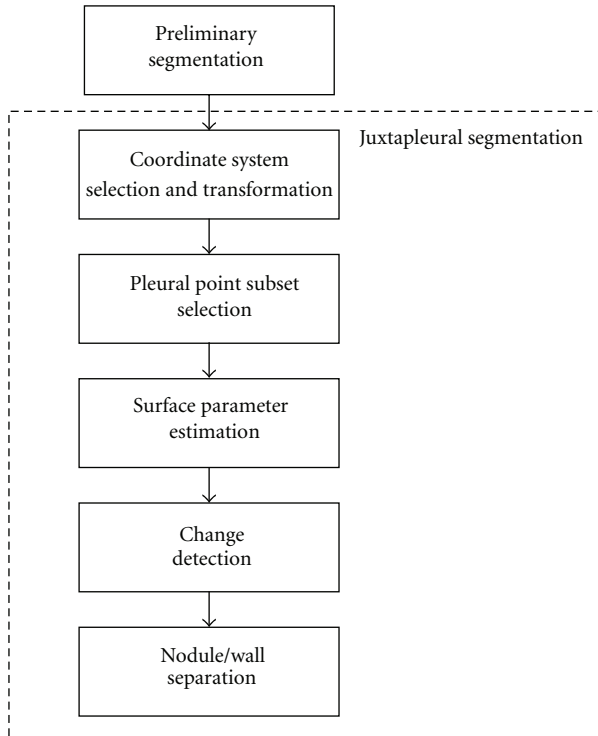 Preliminary
segmentation
Juxtapleural segmentation
Coordinate system
selection and transformation
Pleural point subset
selection
Surface parameter
estimation
Change
detection
Nodule/wall
separation